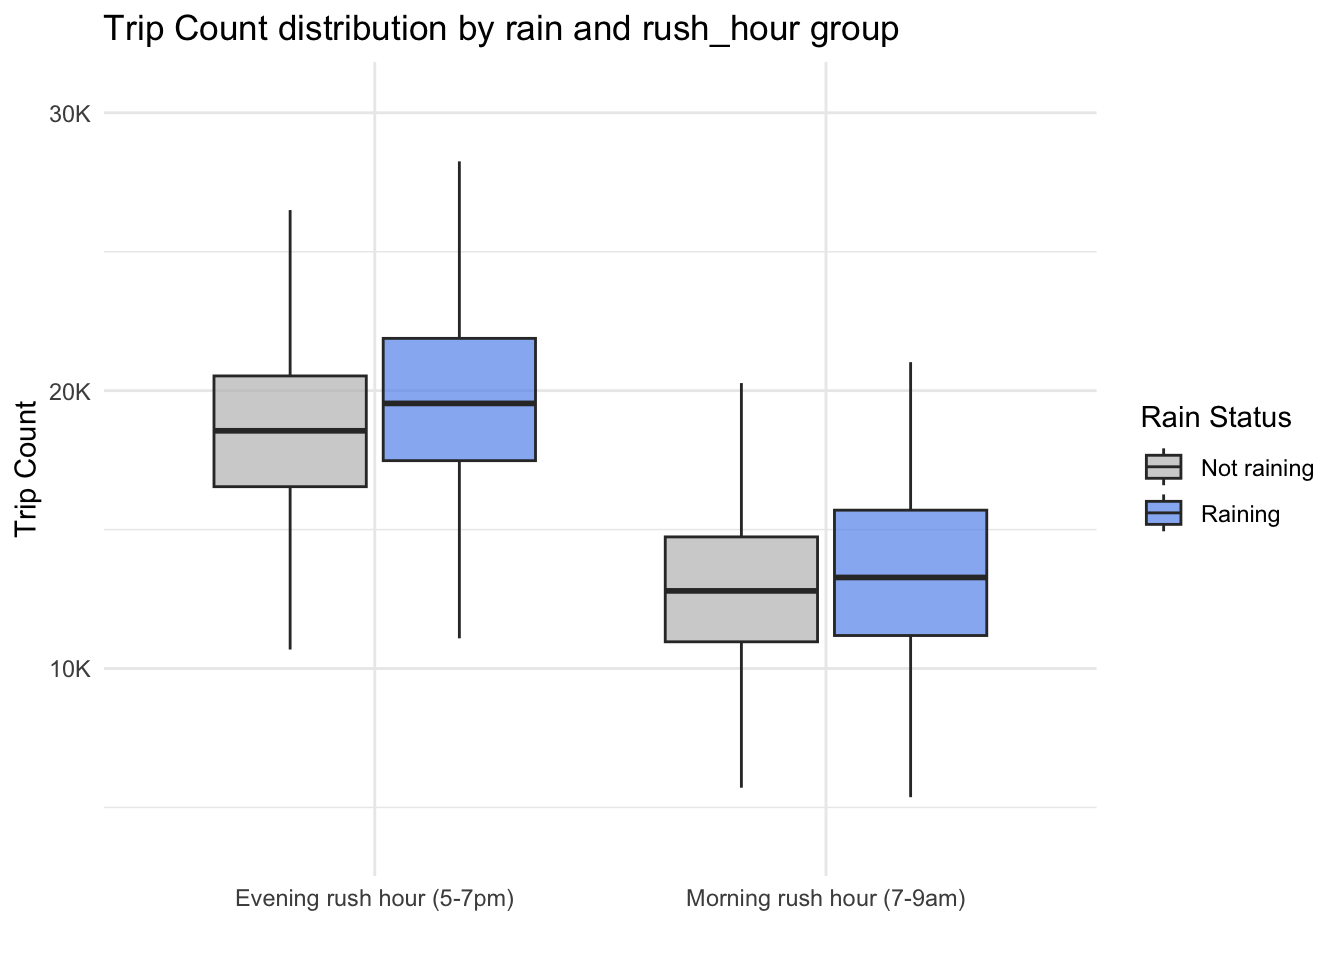 Trip Count distribution by rain and rush_hour group
30K
20K
10K
Trip Count
Evening rush hour (5-7pm)
Morning rush hour (7-9am)
Rain Status
Not raining
Raining